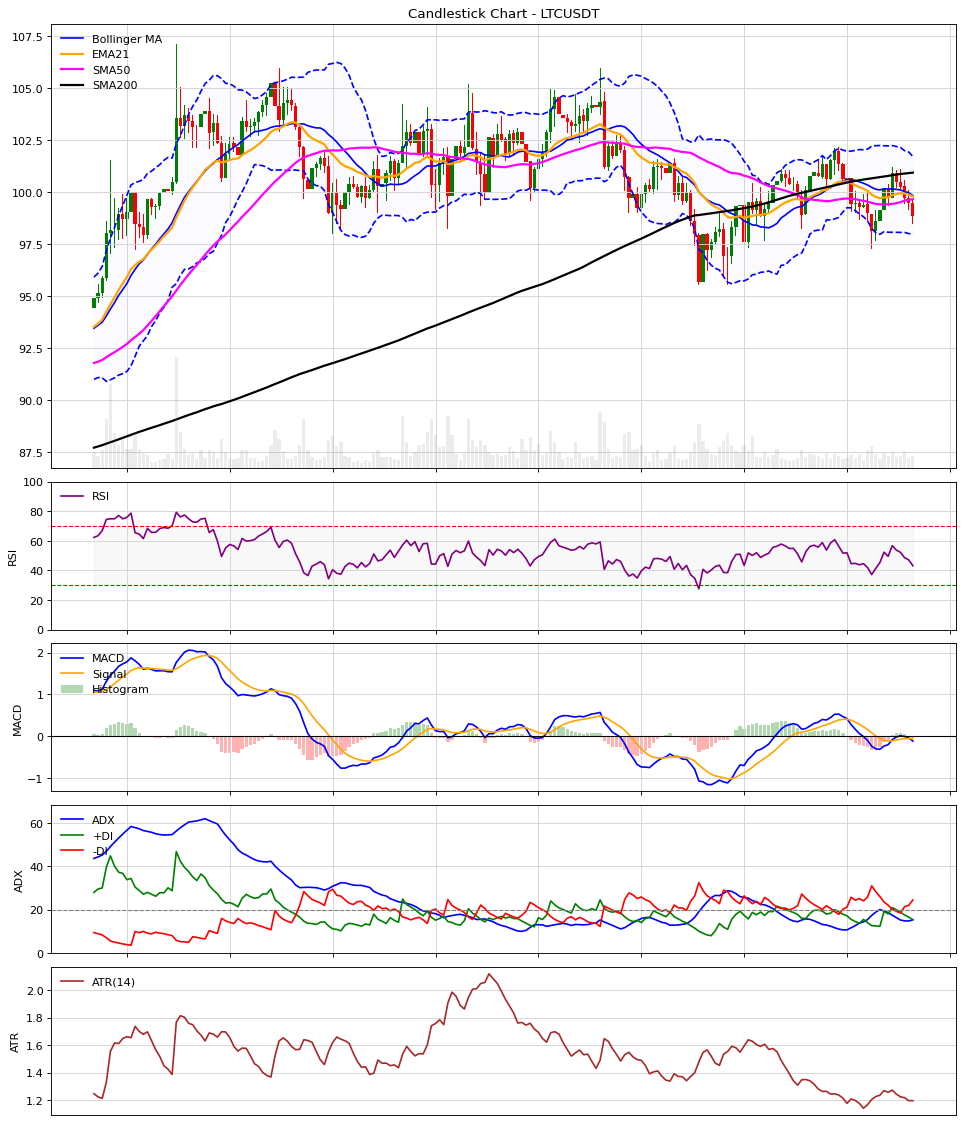 Candlestick Chart - LTCUSDT
Bollinger MA
EMA21
SMA50
SMA200
107.5
105.0
102.5
100.0
97.5
95.0
92.5
90.0
87.5
RSI
100
80
60
40
20
0
RSI
MACD
Signal
Histogram
2
1
0
−1
MACD
ADX
+DI
-DI
60
40
20
0
ADX
ATR(14)
2.0
1.8
1.6
1.4
1.2
ATR